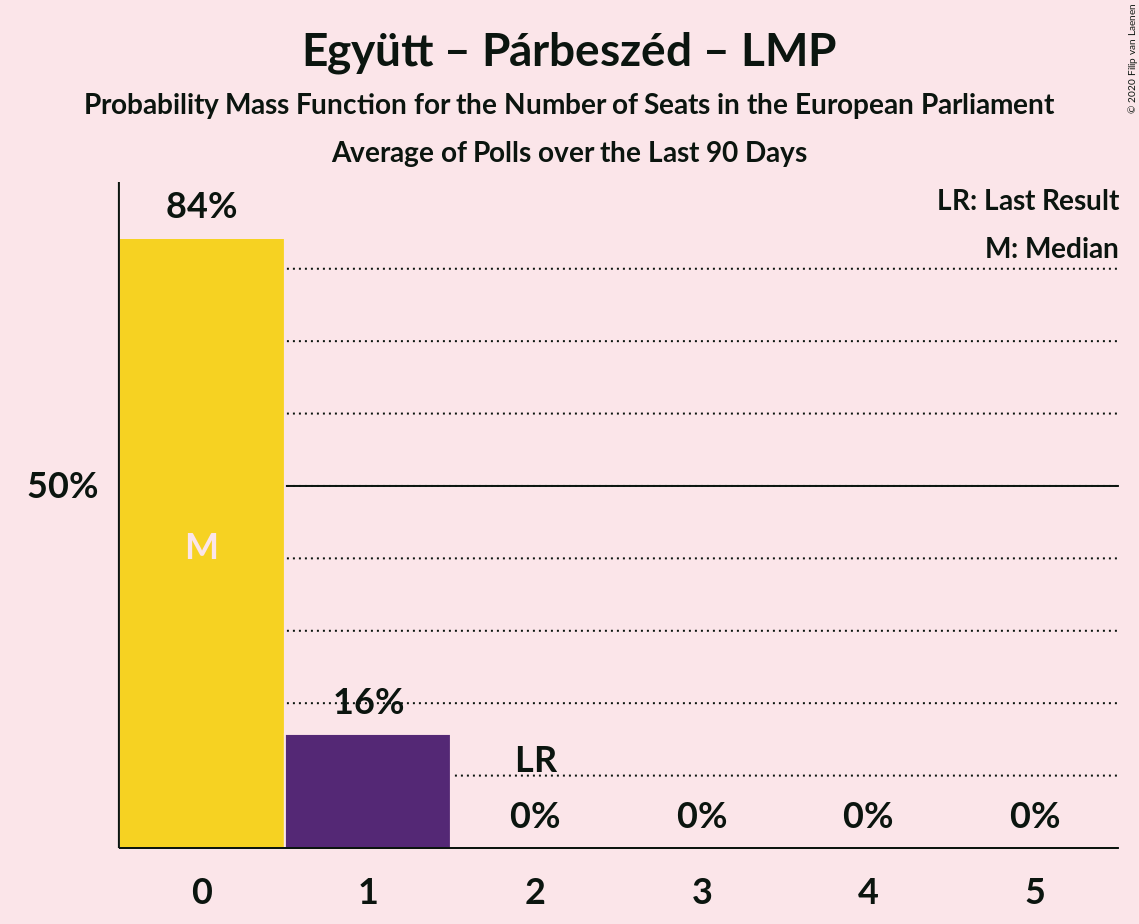 Együtt – Párbeszéd – LMP
Probability Mass Function for the Number of Seats in the European Parliament
Average of Polls over the Last 90 Days
© 2020 Filip van Laenen
LR: Last Result
M: Median
84%
50%
M
16%
LR
0%
0%
0%
0%
0
1
2
3
4
5